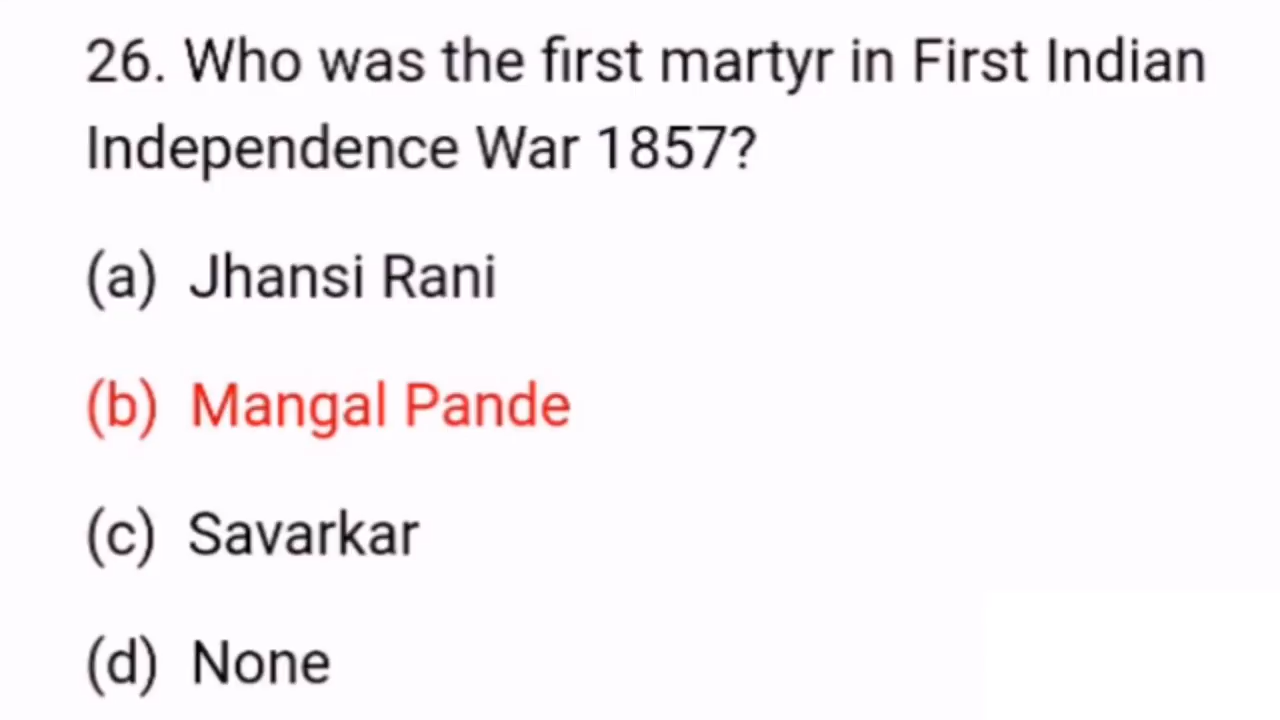 26. Who was the first martyr in First Indian
Independence War 1857?
(a) Jhansi Rani
(b) Mangal Pande
(c) Savarkar
(d) None